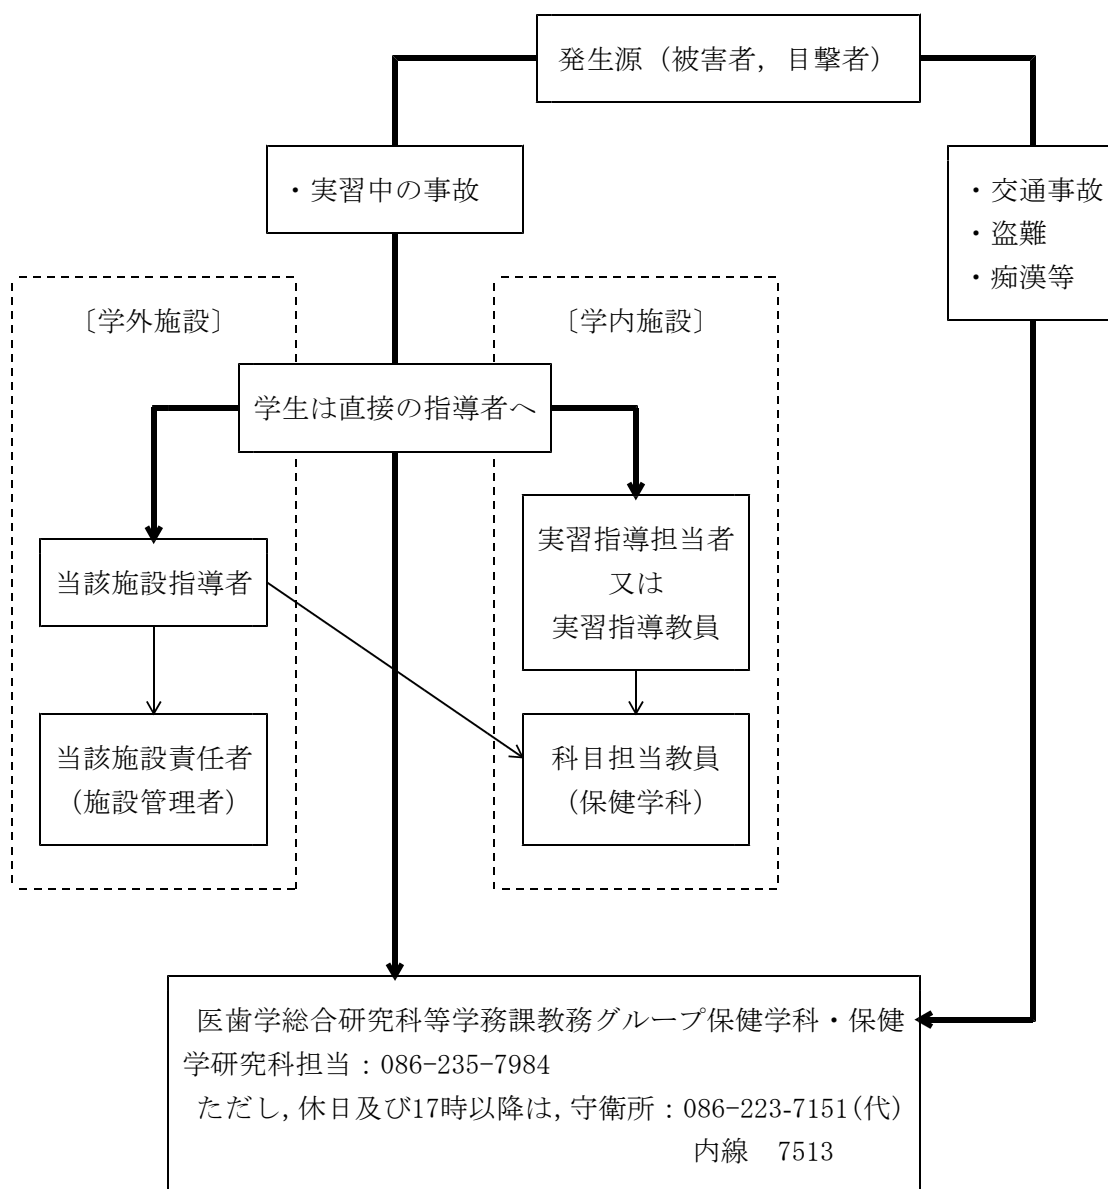 発生源（被害者，目撃者）
・実習中の事故
・交通事故
・盗難
・痴漢等
〔学外施設〕
〔学内施設〕
学生は直接の指導者へ
当該施設指導者
実習指導担当者
又は
実習指導教員
当該施設責任者
（施設管理者）
科目担当教員
（保健学科）
医歯学総合研究科等学務課教務グループ保健学科・保健
学研究科担当：086-235-7984
ただし，休日及び17時以降は，守衛所：086-223-7151(代)
内線　7513